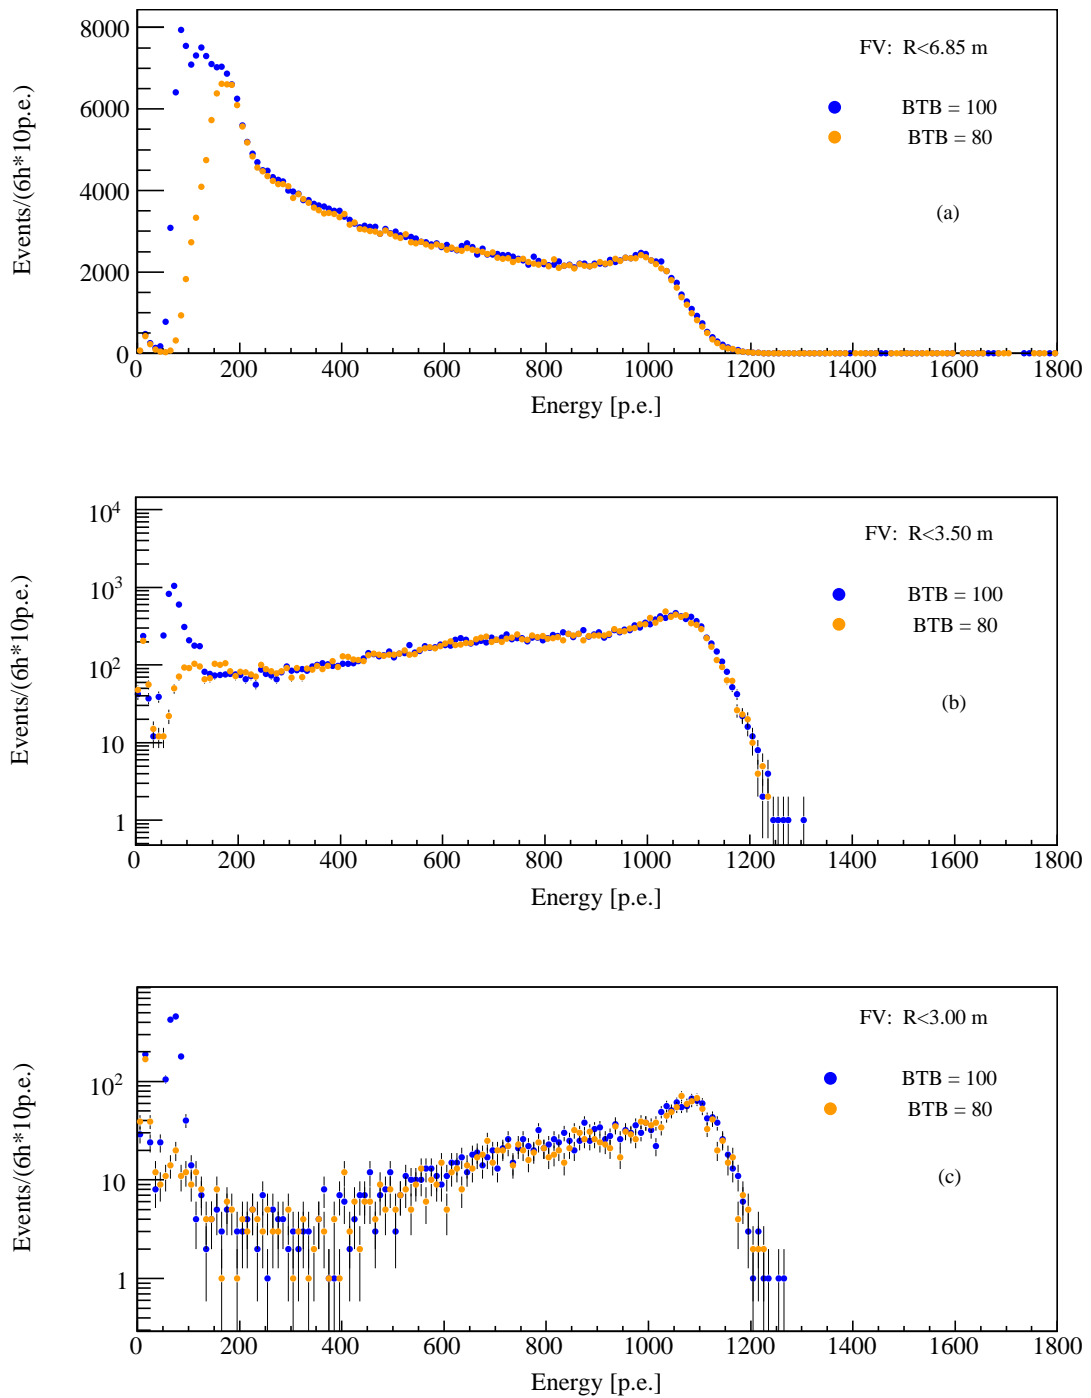 8000
6000
4000
2000
0
Events/(6h*10p.e.)
FV: R<6.85 m
BTB = 100
BTB = 80
(a)
0 200 400 600 800 1000 1200 1400 1600 1800
Energy [p.e.]
10^4
10^3
10^2
10
1
Events/(6h*10p.e.)
FV: R<3.50 m
BTB = 100
BTB = 80
(b)
0 200 400 600 800 1000 1200 1400 1600 1800
Energy [p.e.]
10^2
10
1
Events/(6h*10p.e.)
FV: R<3.00 m
BTB = 100
BTB = 80
(c)
0 200 400 600 800 1000 1200 1400 1600 1800
Energy [p.e.]